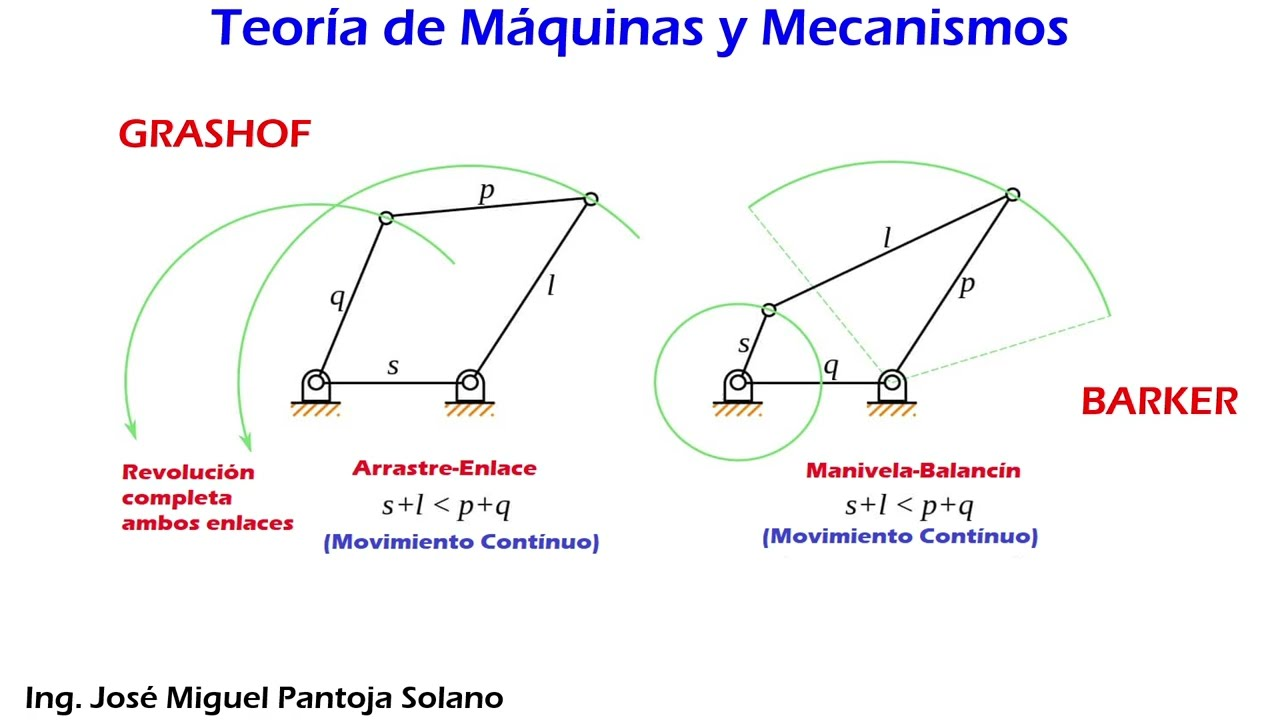 Teoría de Máquinas y Mecanismos
GRASHOF
p
q
l
s
l
p
s
q
BARKER
Revolución
completa
ambos enlaces
Arrastre-Enlace
s+l < p+q
(Movimiento Contínuo)
Manivela-Balancín
s+l < p+q
(Movimiento Contínuo)
Ing. José Miguel Pantoja Solano